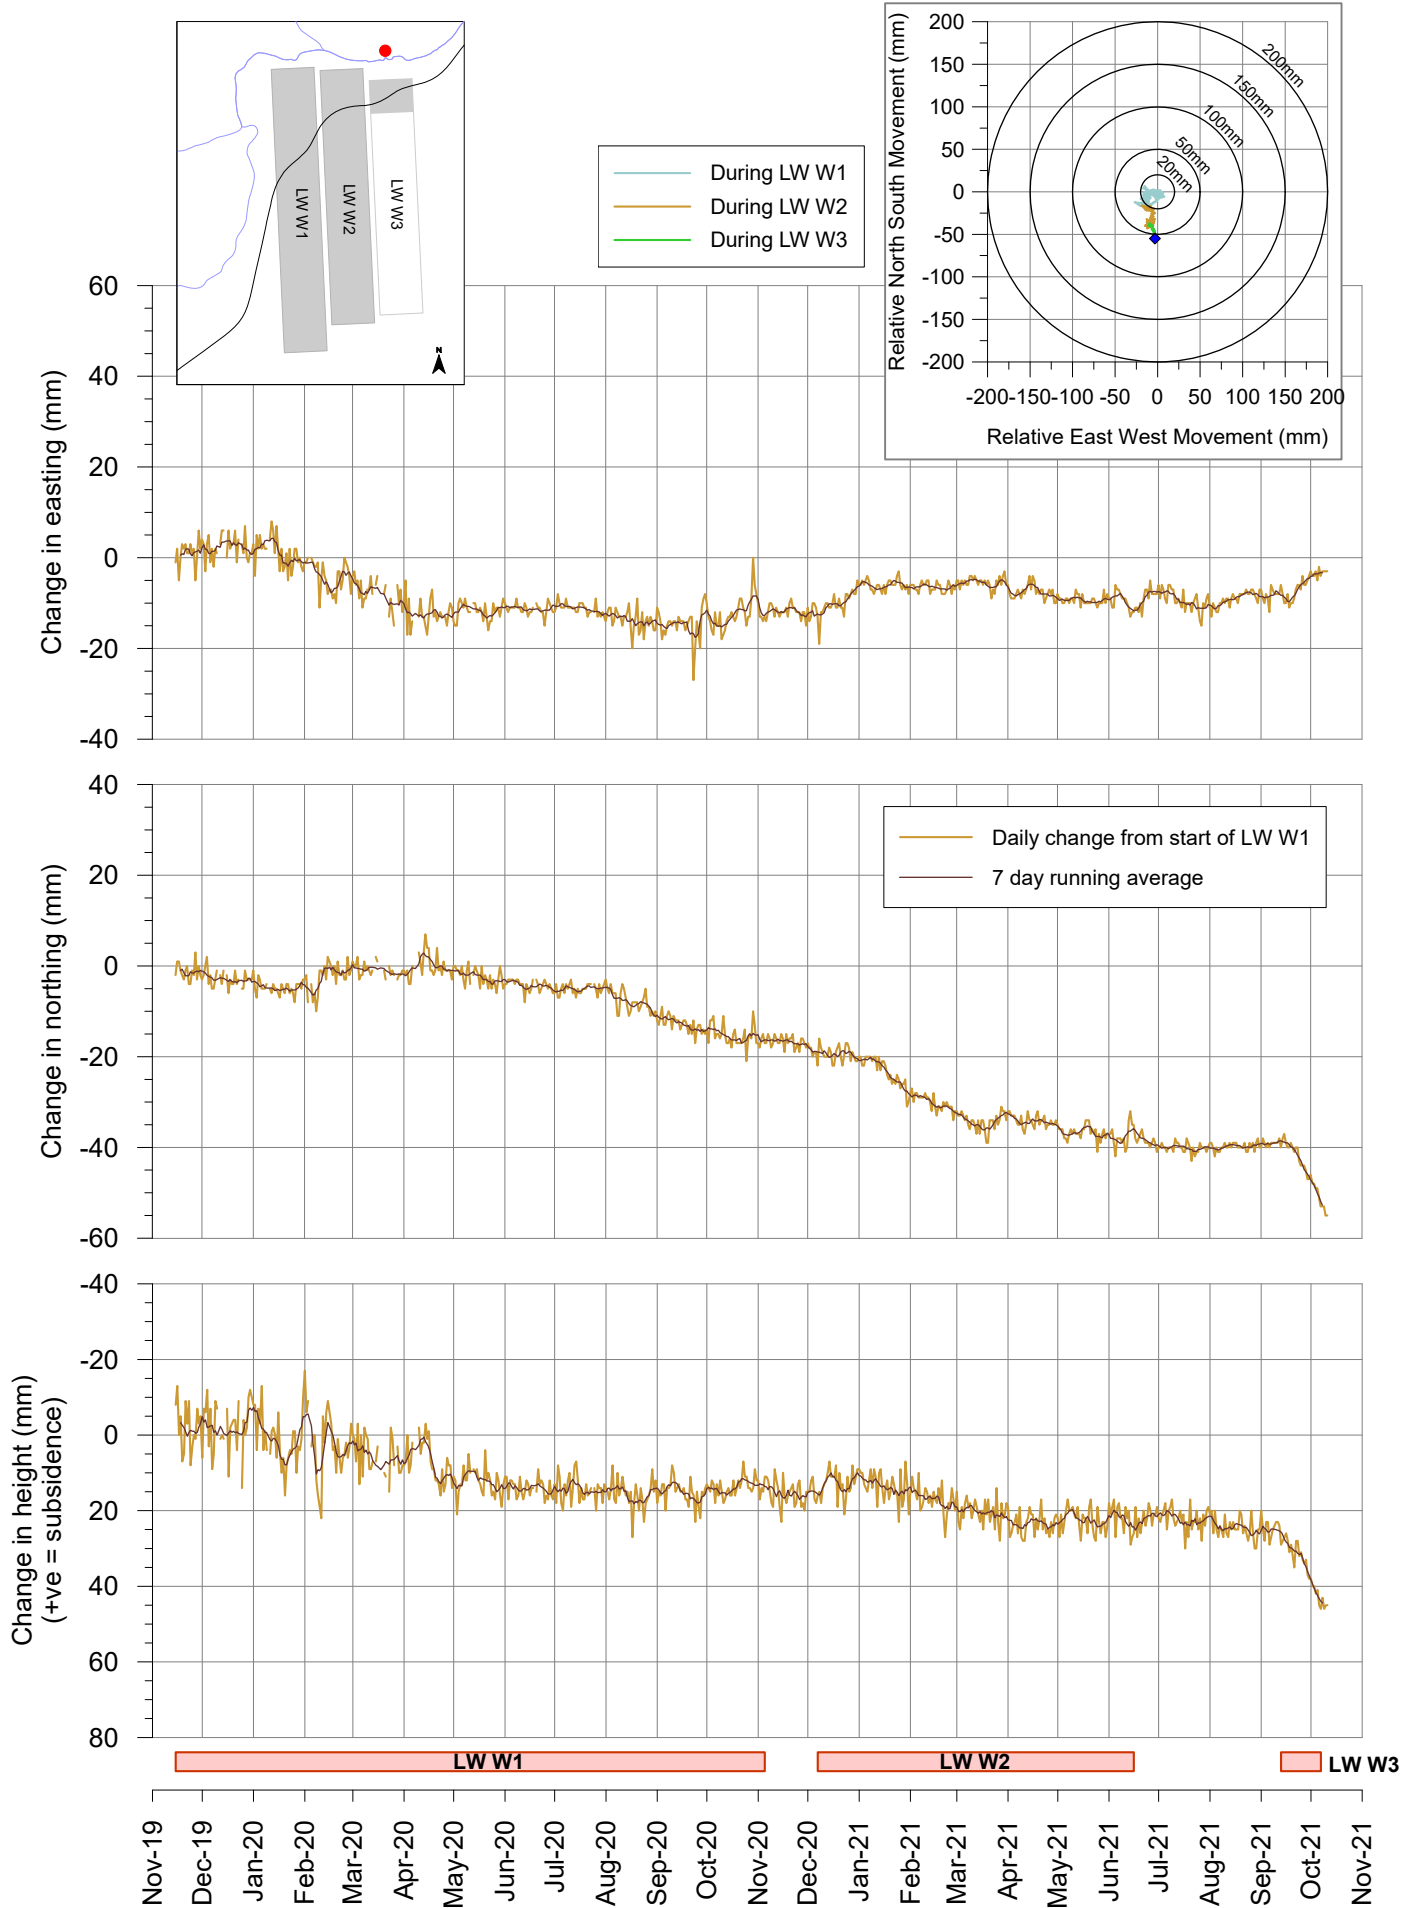 LW W1
LW W2
LW W3
N
During LW W1
During LW W2
During LW W3
Relative North South Movement (mm)
200
150
100
50
0
-50
-100
-150
-200
200mm
150mm
100mm
50mm
20mm
-200 -150 -100 -50 0 50 100 150 200
Relative East West Movement (mm)
Change in easting (mm)
60
40
20
0
-20
-40
Change in northing (mm)
40
20
0
-20
-40
-60
Daily change from start of LW W1
7 day running average
Change in height (mm)
(+ve = subsidence)
-40
-20
0
20
40
60
80
LW W1 LW W2 LW W3
Nov-19 Dec-19 Jan-20 Feb-20 Mar-20 Apr-20 May-20 Jun-20 Jul-20 Aug-20 Sep-20 Oct-20 Nov-20 Dec-20 Jan-21 Feb-21 Mar-21 Apr-21 May-21 Jun-21 Jul-21 Aug-21 Sep-21 Oct-21 Nov-21